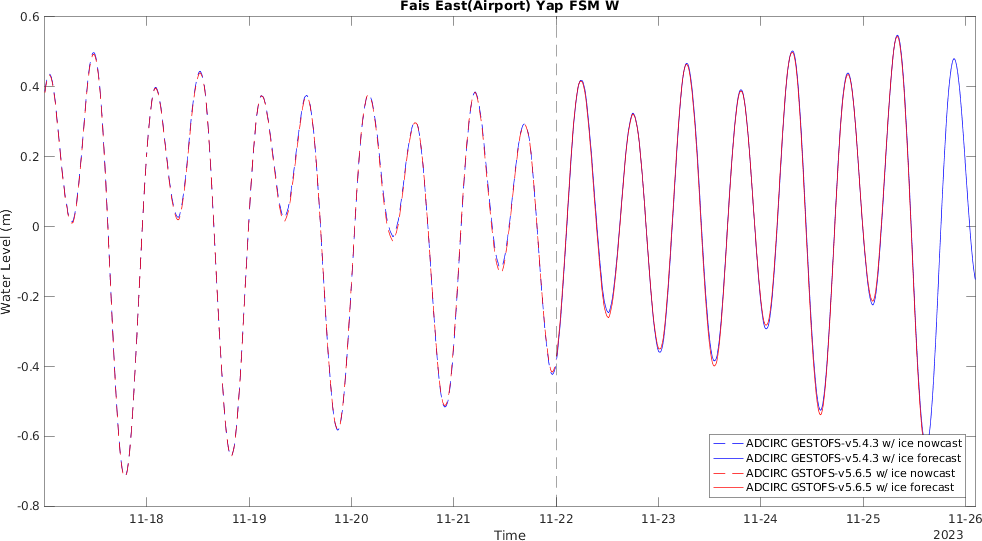 Fais East(Airport) Yap FSM W
0.6
0.4
0.2
0
-0.2
-0.4
-0.6
-0.8
Water Level (m)
ADCIRC GESTOFS-v5.4.3 w/ ice nowcast
ADCIRC GESTOFS-v5.4.3 w/ ice forecast
ADCIRC GSTOFS-v5.6.5 w/ ice nowcast
ADCIRC GSTOFS-v5.6.5 w/ ice forecast
11-18 11-19 11-20 11-21 11-22 11-23 11-24 11-25 11-26
Time
2023